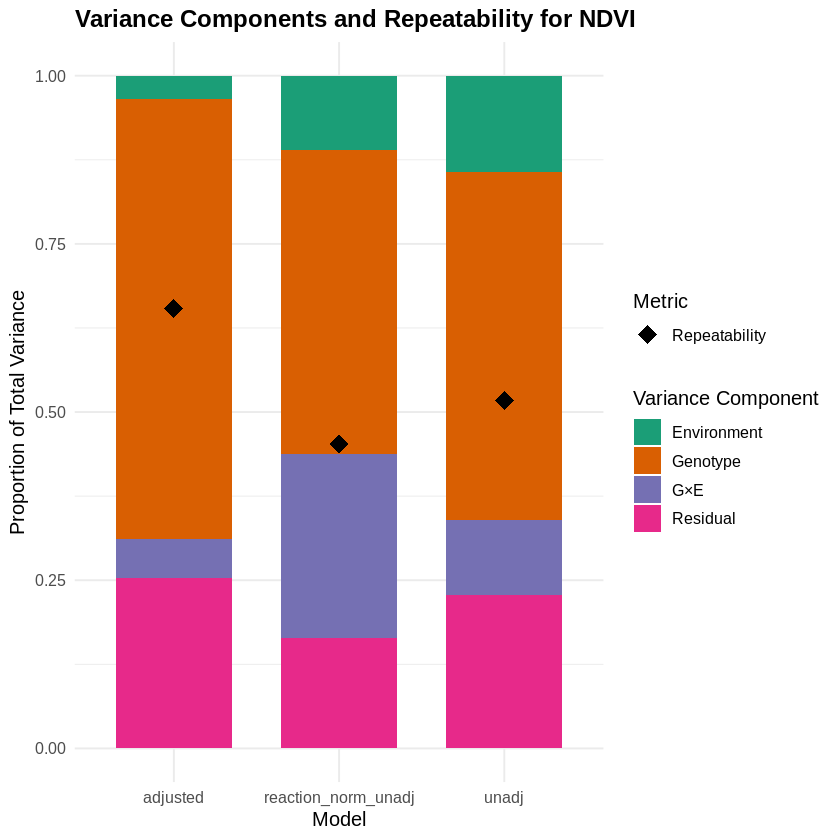 Variance Components and Repeatability for NDVI
Proportion of Total Variance
1.00
0.75
0.50
0.25
0.00
adjusted
reaction_norm_unadj
unadj
Model
Metric
Repeatability
Variance Component
Environment
Genotype
G×E
Residual